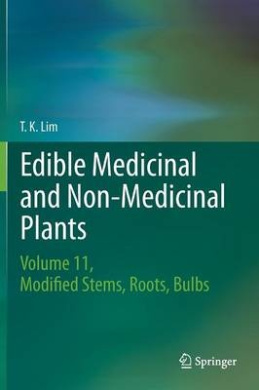 T. K. Lim
Edible Medicinal
and Non-Medicinal
Plants
Volume 11,
Modified Stems, Roots, Bulbs
Springer